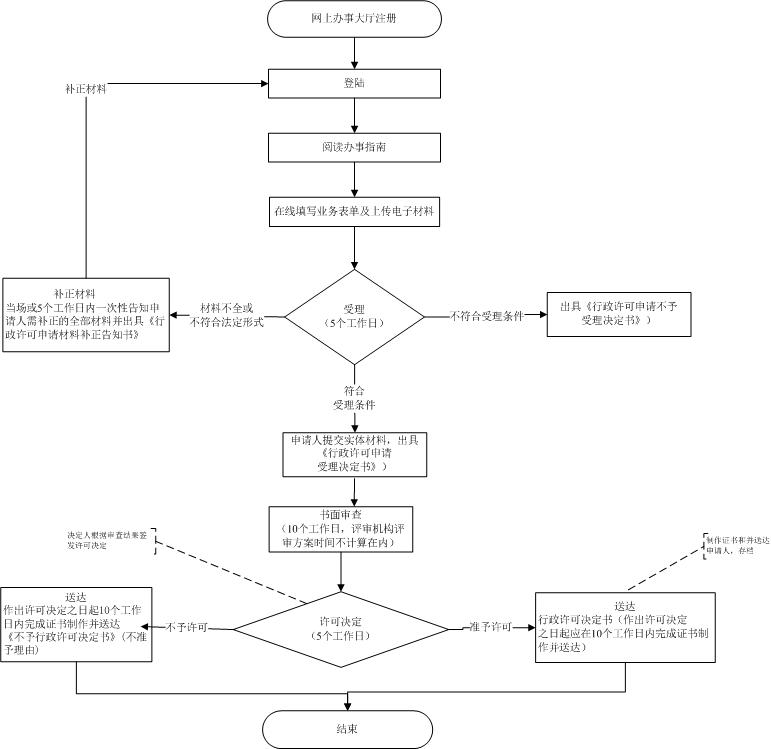 网上办事大厅注册
补正材料
登陆
阅读办事指南
在线填写业务表单及上传电子材料
补正材料
当场或5个工作日内一次性告知申
请人需补正的全部材料并出具《行
政许可申请材料补正告知书》
材料不全或
不符合法定形式
受理
（5个工作日）
不符合受理条件
出具《行政许可申请不予
受理决定书》）
符合
受理条件
申请人提交实体材料，出具
《行政许可申请
受理决定书》）
书面审查
（10个工作日，评审机构评
审方案时间不计算在内）
决定人根据审查结果签
发许可决定
制作证书和并送达
申请人，存档
送达
作出许可决定之日起10个工作
日内完成证书制作并送达
《不予行政许可决定书》(不准
予理由)
不予许可
许可决定
（5个工作日）
准予许可
送达
行政许可决定书（作出许可决定
之日起应在10个工作日内完成证书制
作并送达）
结束